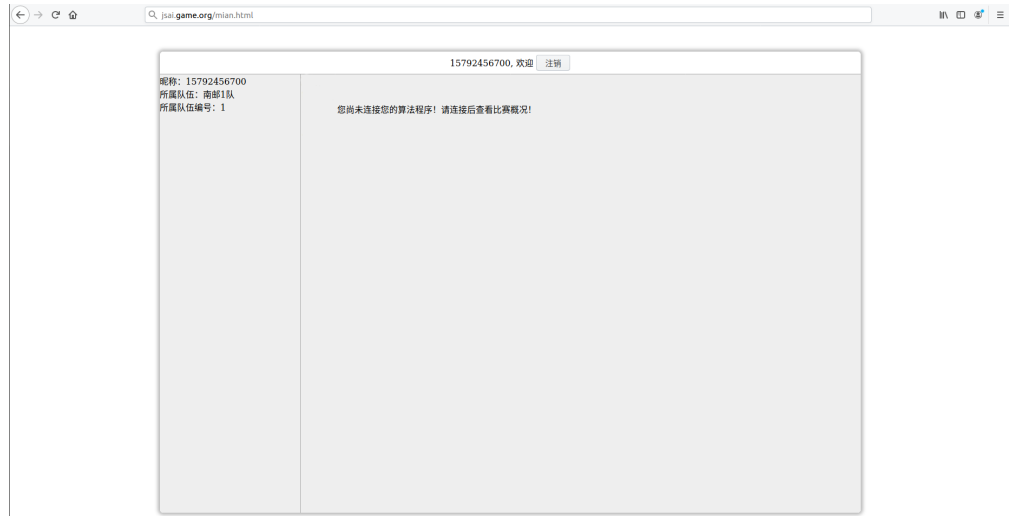 jsai.game.org/mian.html
15792456700, 欢迎 注销
昵称：15792456700
所属队伍：南邮1队
所属队伍编号：1
您尚未连接您的算法程序！请连接后查看比赛概况！